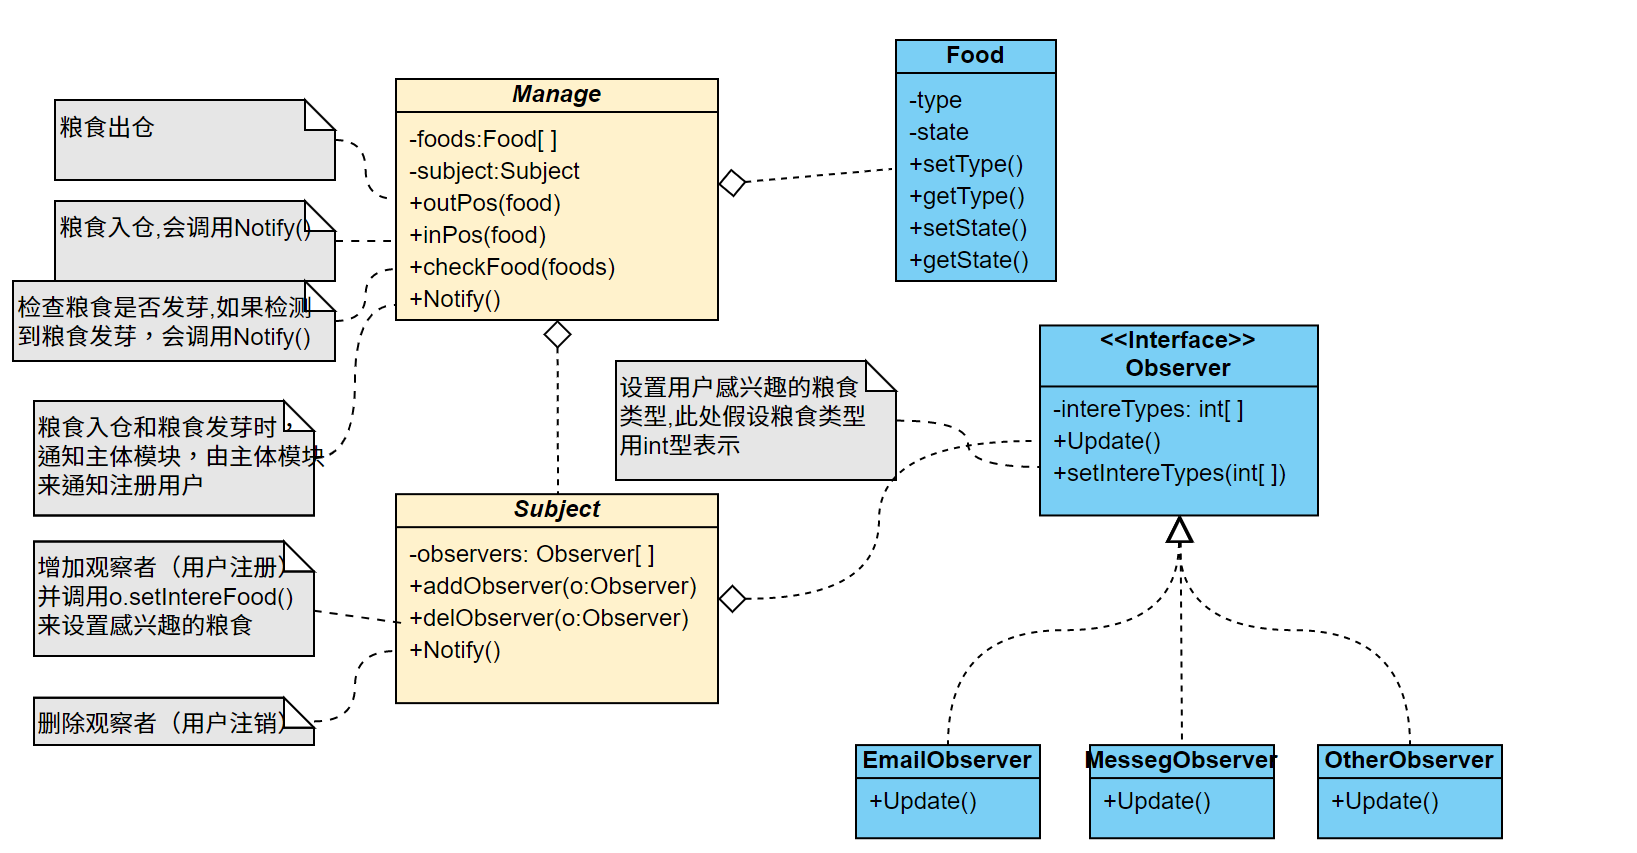 粮食出仓
粮食入仓,会调用Notify()
检查粮食是否发芽,如果检测
到粮食发芽，会调用Notify()
粮食入仓和粮食发芽时，
通知主体模块，由主体模块
来通知注册用户
增加观察者（用户注册）
并调用o.setIntereFood()
来设置感兴趣的粮食
删除观察者（用户注销）
Manage
-foods:Food[ ]
-subject:Subject
+outPos(food)
+inPos(food)
+checkFood(foods)
+Notify()
Subject
-observers: Observer[ ]
+addObserver(o:Observer)
+delObserver(o:Observer)
+Notify()
Food
-type
-state
+setType()
+getType()
+setState()
+getState()
设置用户感兴趣的粮食
类型,此处假设粮食类型
用int型表示
<<Interface>>
Observer
-intereTypes: int[ ]
+Update()
+setIntereTypes(int[ ])
EmailObserver
+Update()
MessegObserver
+Update()
OtherObserver
+Update()